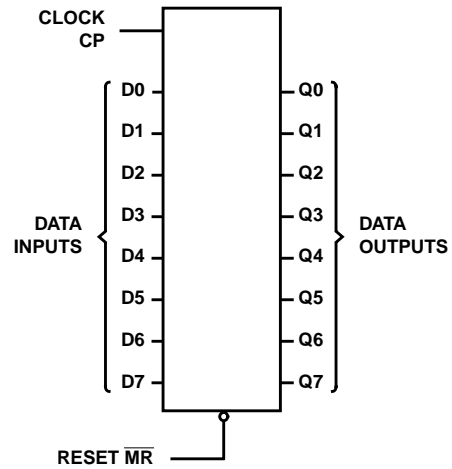 CLOCK
CP
D0
D1
D2
D3
D4
D5
D6
D7
DATA
INPUTS
Q0
Q1
Q2
Q3
Q4
Q5
Q6
Q7
DATA
OUTPUTS
RESET M̅R̅